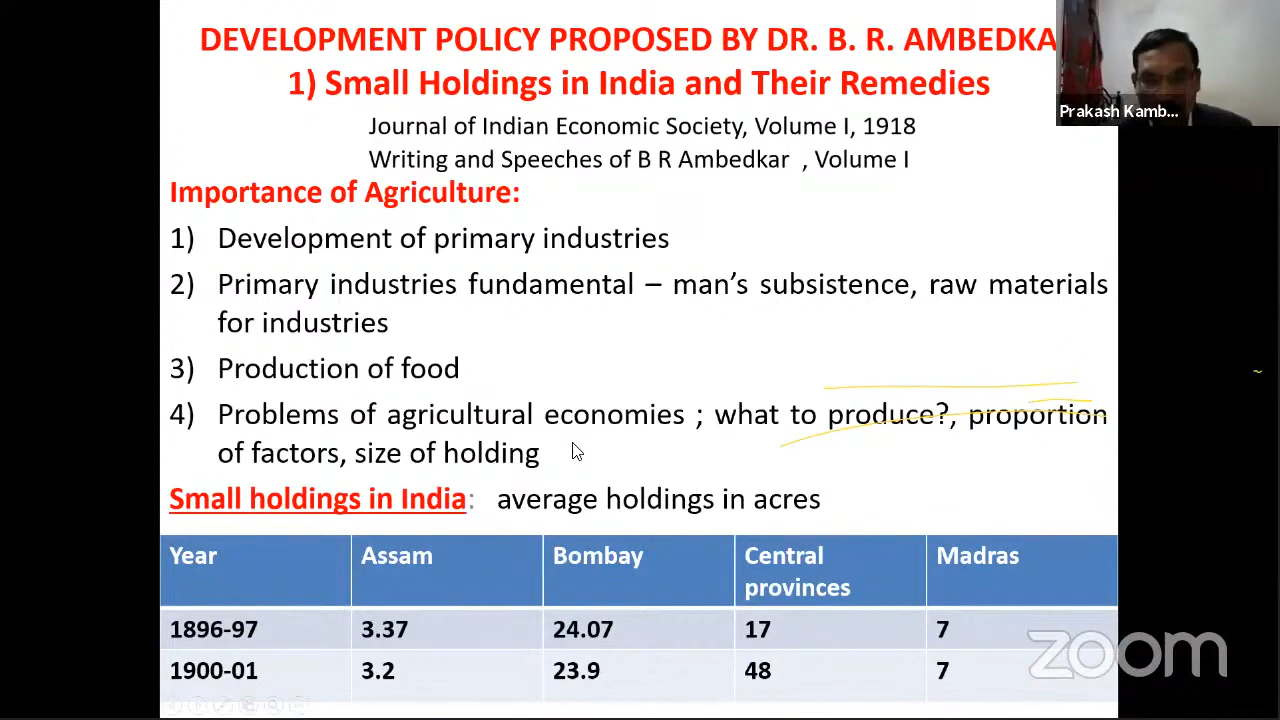 DEVELOPMENT POLICY PROPOSED BY DR. B. R. AMBEDKA
1) Small Holdings in India and Their Remedies
Prakash Kamb...
Journal of Indian Economic Society, Volume I, 1918
Writing and Speeches of B R Ambedkar , Volume I
Importance of Agriculture:
1) Development of primary industries
2) Primary industries fundamental – man’s subsistence, raw materials
for industries
3) Production of food
4) Problems of agricultural economies ; what to produce?, proportion
of factors, size of holding
Small holdings in India: average holdings in acres
Year Assam Bombay Central provinces Madras
1896-97 3.37 24.07 17 7
1900-01 3.2 23.9 48 7
zoom